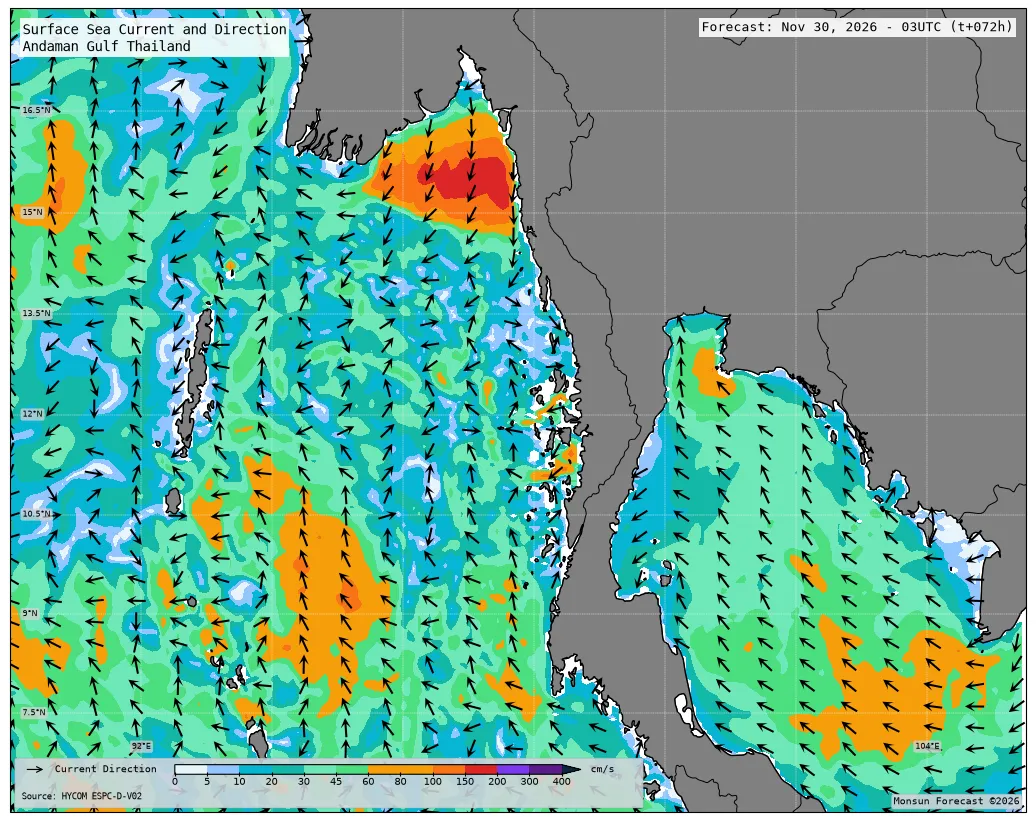 Surface Sea Current and Direction
Andaman Gulf Thailand
Forecast: Nov 30, 2026 - 03UTC (t+072h)
16.5°N
15°N
13.5°N
12°N
10.5°N
9°N
7.5°N
92°E
104°E
Current Direction
cm/s
0 5 10 20 30 45 60 80 100 150 200 300 400
Source: HYCOM ESPC-D-V02
Monsun Forecast ©2026